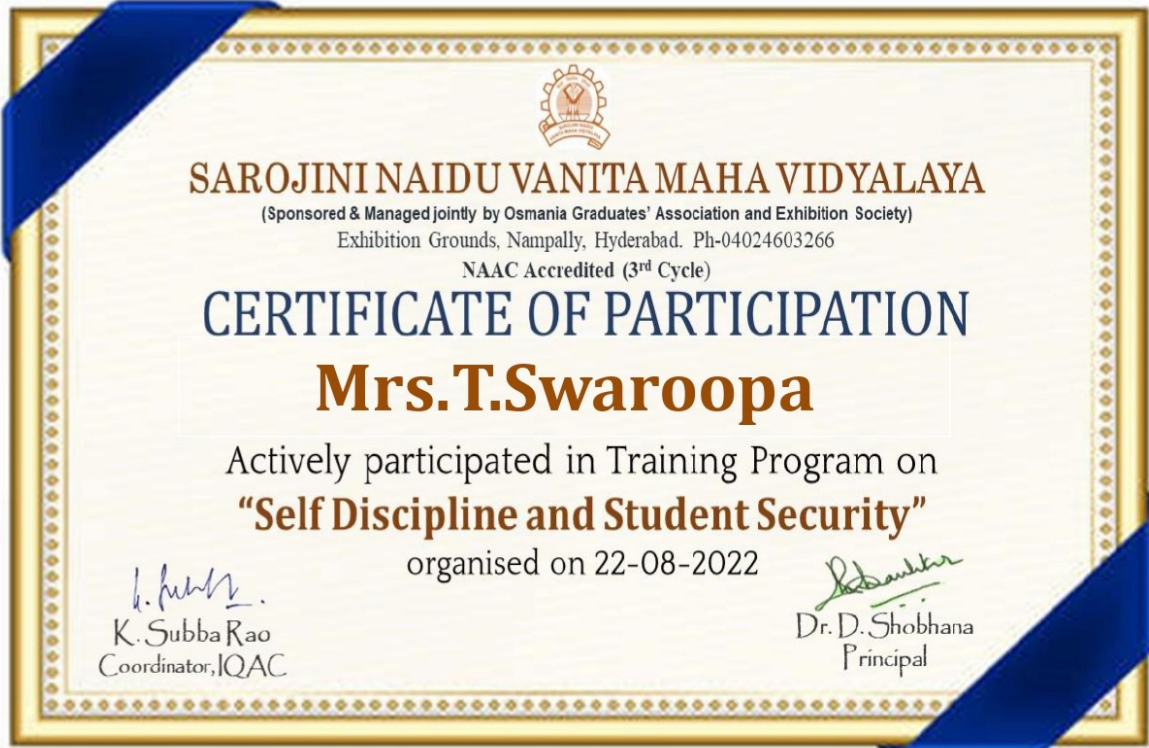 SAROJINI NAIDU VANITA MAHA VIDYALAYA
(Sponsored & Managed jointly by Osmania Graduates' Association and Exhibition Society)
Exhibition Grounds, Nampally, Hyderabad. Ph-04024603266
NAAC Accredited (3rd Cycle)
CERTIFICATE OF PARTICIPATION
Mrs.T.Swaroopa
Actively participated in Training Program on
“Self Discipline and Student Security”
organised on 22-08-2022
K. Subba Rao
Coordinator, IQAC
Dr. D. Shobhana
Principal